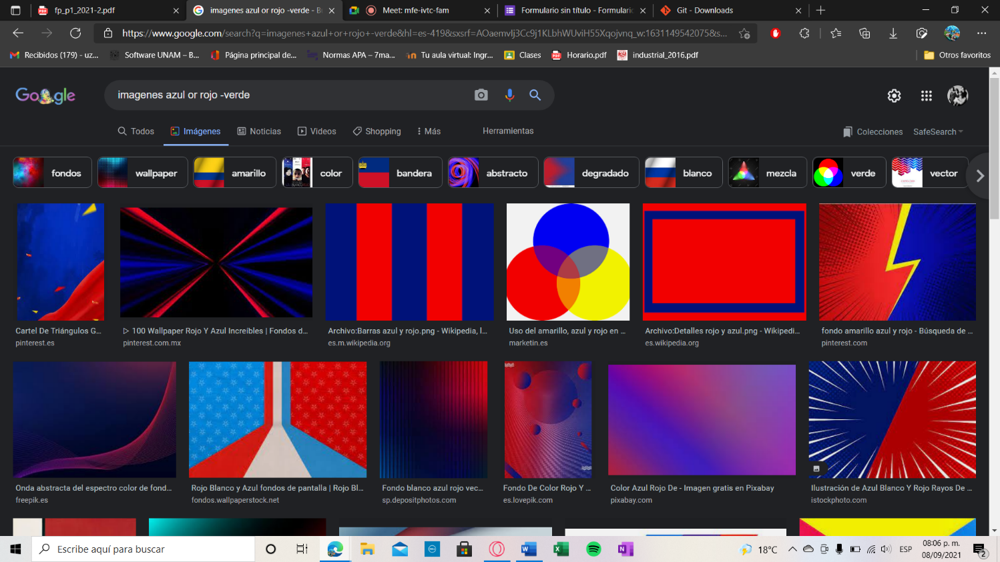 fp_p1_2021-2.pdf
imagenes azul or rojo -verde - B
Meet: mfe-ivtc-fam
Formulario sin título - Formulario
Git - Downloads
https://www.google.com/search?q=imagenes+azul+or+rojo+-verde&hl=es-419&sxsrf=AOaemvIj3Cc9j1KLbhWUviH55Xqojvnq_w:1631149542075&s...
Recibidos (179) - uz...
Software UNAM – B...
Página principal de...
Normas APA – 7ma...
Tu aula virtual: Ingr...
Clases
Horario.pdf
industrial_2016.pdf
Otros favoritos
Google
imagenes azul or rojo -verde
Todos
Imágenes
Noticias
Videos
Shopping
Más
Herramientas
Colecciones
SafeSearch
fondos
wallpaper
amarillo
color
bandera
abstracto
degradado
blanco
mezcla
verde
vector
Cartel De Triángulos G...
pinterest.es
▷ 100 Wallpaper Rojo Y Azul Increíbles | Fondos d...
pinterest.com.mx
Archivo:Barras azul y rojo.png - Wikipedia, l...
es.m.wikipedia.org
Uso del amarillo, azul y rojo en ...
marketin.es
Archivo:Detalles rojo y azul.png - Wikipedi...
es.wikipedia.org
fondo amarillo azul y rojo - Búsqueda de ...
pinterest.com
Onda abstracta del espectro color de fond...
freepik.es
Rojo Blanco y Azul fondos de pantalla | Rojo Bl...
fondos.wallpaperstock.net
Fondo blanco azul rojo vec...
sp.depositphotos.com
Fondo De Color Rojo Y ...
es.lovepik.com
Color Azul Rojo De - Imagen gratis en Pixabay
pixabay.com
Ilustración de Azul Blanco Y Rojo Rayos De ...
istockphoto.com
Escribe aquí para buscar
18°C
ESP
08:06 p. m.
08/09/2021
2